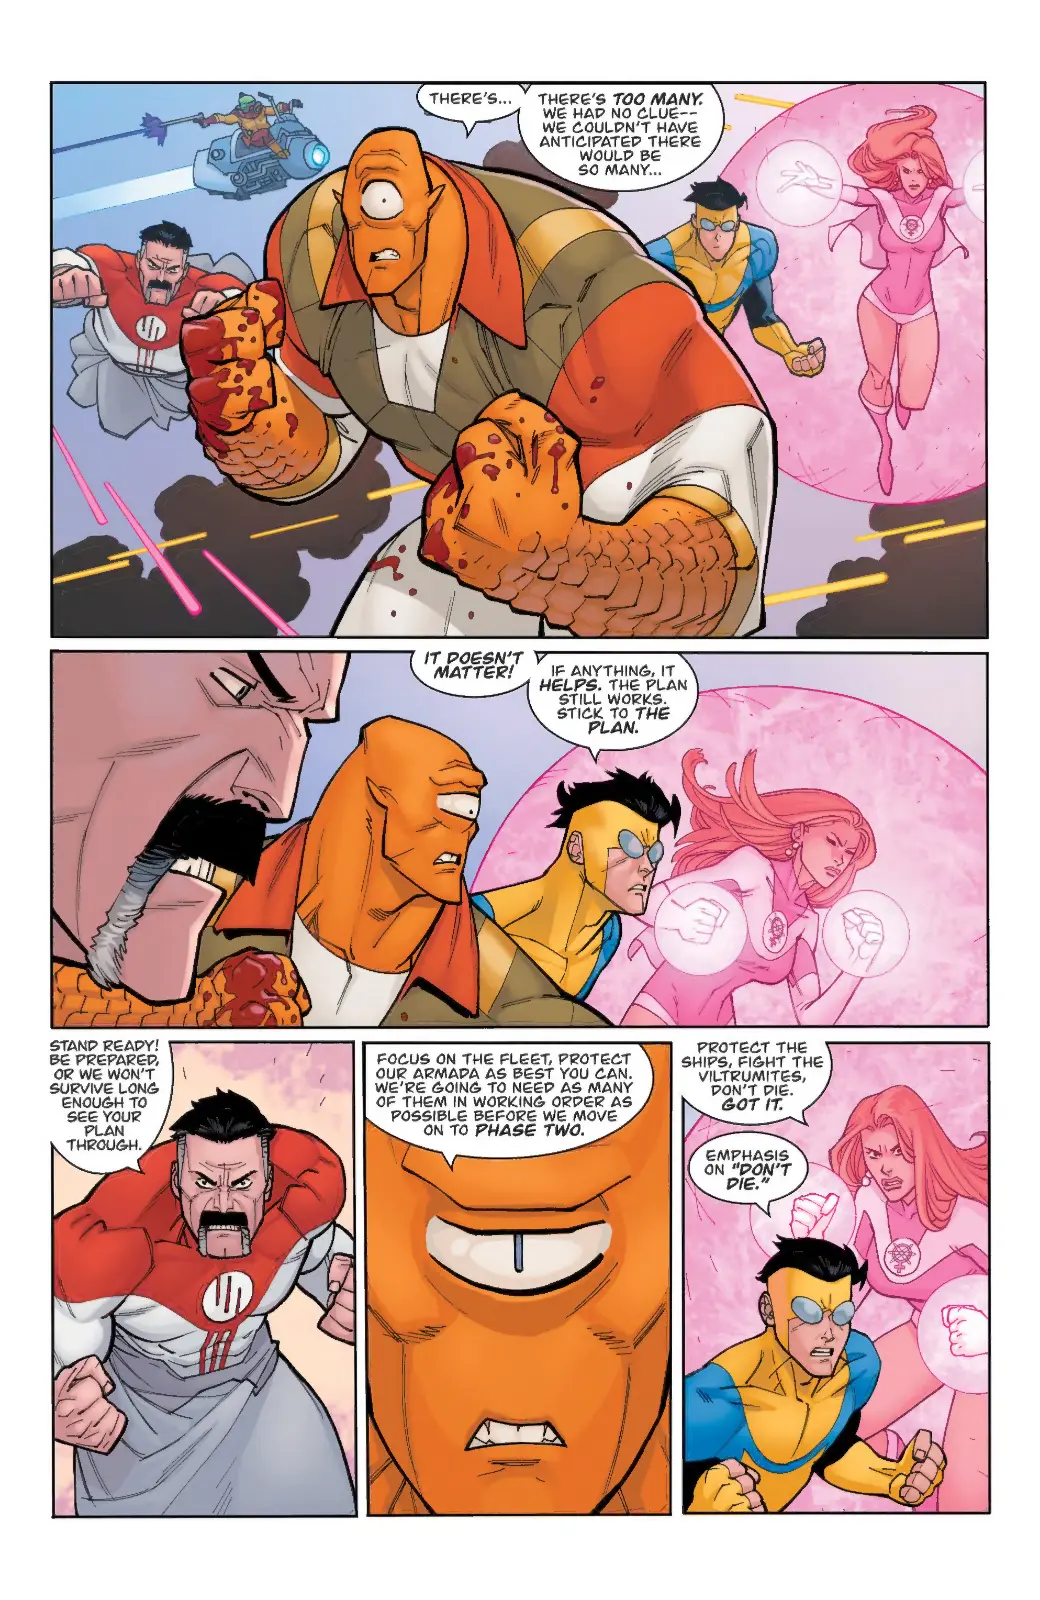 THERE'S...
THERE'S TOO MANY.
WE HAD NO CLUE--
WE COULDN'T HAVE
ANTICIPATED THERE
WOULD BE
SO MANY...
IT DOESN'T
MATTER!
IF ANYTHING, IT
HELPS. THE PLAN
STILL WORKS.
STICK TO THE
PLAN.
STAND READY!
BE PREPARED,
OR WE WON'T
SURVIVE LONG
ENOUGH TO
SEE YOUR
PLAN
THROUGH.
FOCUS ON THE FLEET, PROTECT
OUR ARMADA AS BEST YOU CAN.
WE'RE GOING TO NEED AS MANY
OF THEM IN WORKING ORDER AS
POSSIBLE BEFORE WE MOVE
ON TO PHASE TWO.
PROTECT THE
SHIPS, FIGHT THE
VILTRUMITES,
DON'T DIE.
GOT IT.
EMPHASIS
ON "DON'T
DIE."